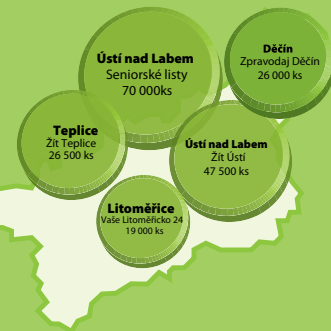 Ústí nad Labem
Seniorské listy
70 000ks
Děčín
Zpravodaj Děčín
26 000 ks
Teplice
Žít Teplice
26 500 ks
Ústí nad Labem
Žít Ústí
47 500 ks
Litoměřice
Vaše Litoměřicko 24
19 000 ks